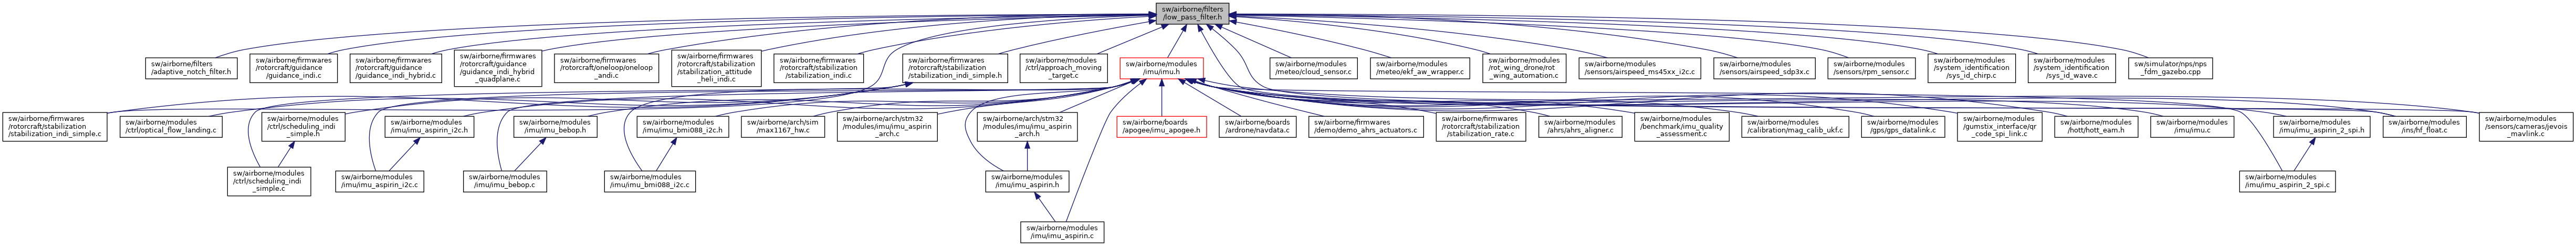 sw/airborne/filters
/low_pass_filter.h
sw/airborne/filters
/adaptive_notch_filter.h
sw/airborne/firmwares
/rotorcraft/guidance
/guidance_indi.c
sw/airborne/firmwares
/rotorcraft/guidance
/guidance_indi_hybrid.c
sw/airborne/firmwares
/rotorcraft/guidance
/guidance_indi_hybrid
_quadplane.c
sw/airborne/firmwares
/rotorcraft/oneloop/oneloop
_andi.c
sw/airborne/firmwares
/rotorcraft/stabilization
/stabilization_attitude
_heli_indi.c
sw/airborne/firmwares
/rotorcraft/stabilization
/stabilization_indi.c
sw/airborne/firmwares
/rotorcraft/stabilization
/stabilization_indi_simple.h
sw/airborne/modules
/ctrl/approach_moving
_target.c
sw/airborne/modules
/imu/imu.h
sw/airborne/modules
/meteo/cloud_sensor.c
sw/airborne/modules
/meteo/ekf_aw_wrapper.c
sw/airborne/modules
/rot_wing_drone/rot
_wing_automation.c
sw/airborne/modules
/sensors/airspeed_ms45xx_i2c.c
sw/airborne/modules
/sensors/airspeed_sdp3x.c
sw/airborne/modules
/sensors/rpm_sensor.c
sw/airborne/modules
/system_identification
/sys_id_chirp.c
sw/airborne/modules
/system_identification
/sys_id_wave.c
sw/simulator/nps/nps
_fdm_gazebo.cpp
sw/airborne/firmwares
/rotorcraft/stabilization
/stabilization_indi_simple.c
sw/airborne/modules
/ctrl/optical_flow_landing.c
sw/airborne/modules
/ctrl/scheduling_indi
_simple.h
sw/airborne/modules
/imu/imu_aspirin_i2c.h
sw/airborne/modules
/imu/imu_bebop.h
sw/airborne/modules
/imu/imu_bmi088_i2c.h
sw/airborne/arch/sim
/max1167_hw.c
sw/airborne/arch/stm32
/modules/imu/imu_aspirin
_arch.c
sw/airborne/arch/stm32
/modules/imu/imu_aspirin
_arch.h
sw/airborne/boards
/apogee/imu_apogee.h
sw/airborne/boards
/ardrone/navdata.c
sw/airborne/firmwares
/demo/demo_ahrs_actuators.c
sw/airborne/firmwares
/rotorcraft/stabilization
/stabilization_rate.c
sw/airborne/modules
/ahrs/ahrs_aligner.c
sw/airborne/modules
/benchmark/imu_quality
_assessment.c
sw/airborne/modules
/calibration/mag_calib_ukf.c
sw/airborne/modules
/gps/gps_datalink.c
sw/airborne/modules
/gumstix_interface/qr
_code_spi_link.c
sw/airborne/modules
/hott/hott_eam.h
sw/airborne/modules
/imu/imu.c
sw/airborne/modules
/imu/imu_aspirin_2_spi.h
sw/airborne/modules
/ins/hf_float.c
sw/airborne/modules
/sensors/cameras/jevois
_mavlink.c
sw/airborne/modules
/ctrl/scheduling_indi
_simple.c
sw/airborne/modules
/imu/imu_aspirin_i2c.c
sw/airborne/modules
/imu/imu_bebop.c
sw/airborne/modules
/imu/imu_bmi088_i2c.c
sw/airborne/modules
/imu/imu_aspirin.h
sw/airborne/modules
/imu/imu_aspirin_2_spi.c
sw/airborne/modules
/imu/imu_aspirin.c